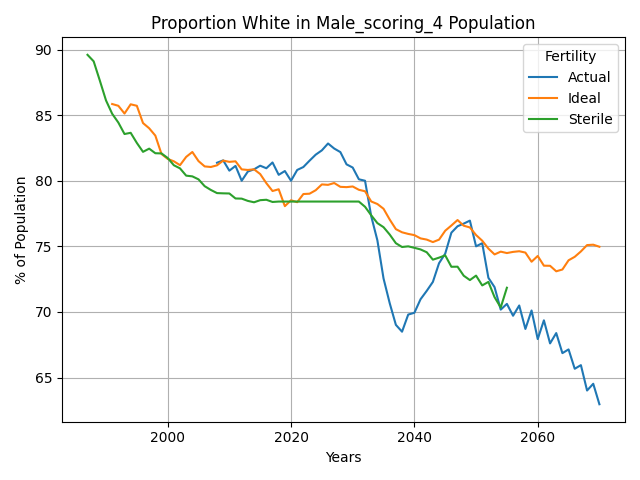 Proportion White in Male_scoring_4 Population
Fertility
Actual
Ideal
Sterile
% of Population
90
85
80
75
70
65
2000
2020
2040
2060
Years